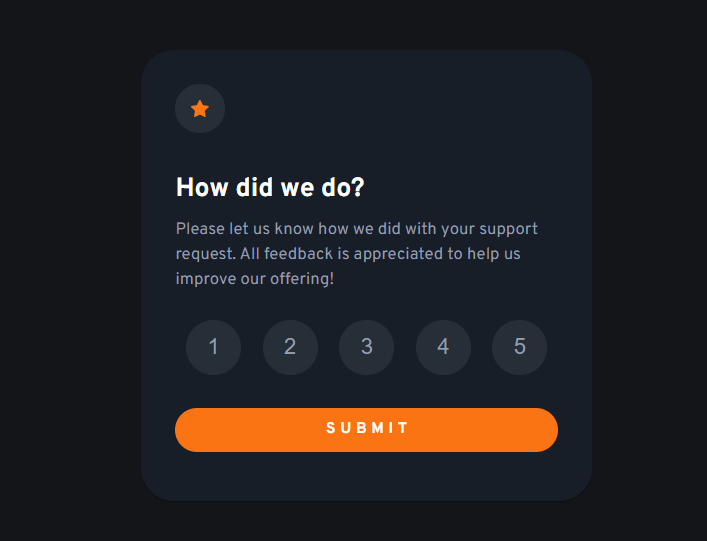 How did we do?
Please let us know how we did with your support
request. All feedback is appreciated to help us
improve our offering!
1 2 3 4 5
SUBMIT